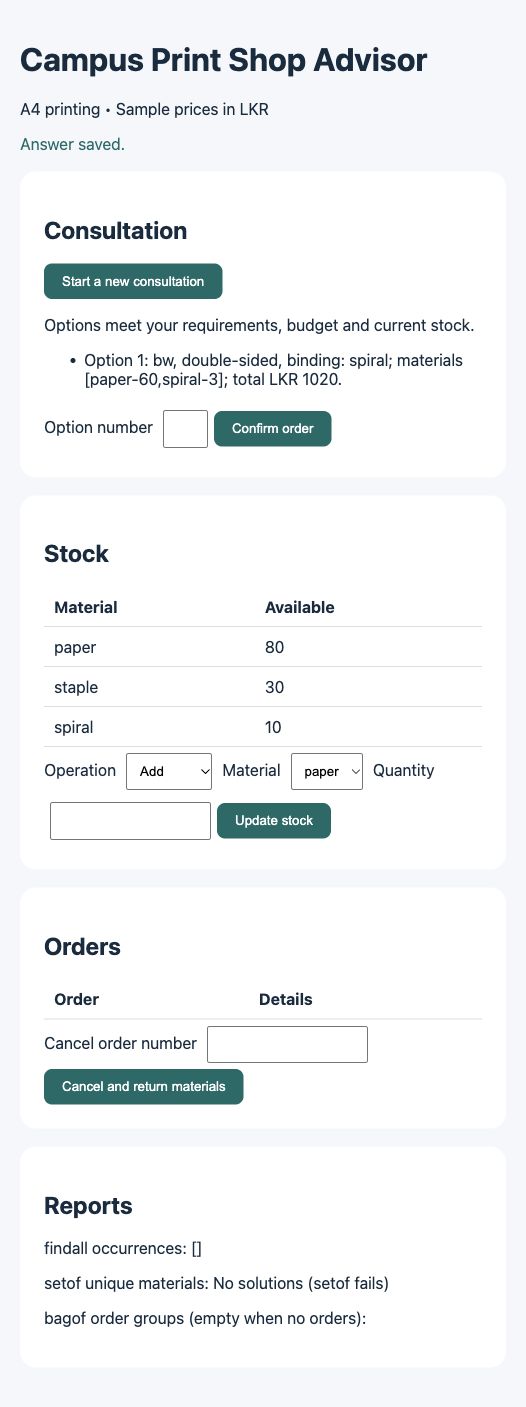 Campus Print Shop Advisor
A4 printing • Sample prices in LKR
Answer saved.
Consultation
Start a new consultation
Options meet your requirements, budget and current stock.
• Option 1: bw, double-sided, binding: spiral; materials
[paper-60,spiral-3]; total LKR 1020.
Option number Confirm order
Stock
Material Available
paper 80
staple 30
spiral 10
Operation Add Material paper Quantity
Update stock
Orders
Order Details
Cancel order number
Cancel and return materials
Reports
findall occurrences: []
setof unique materials: No solutions (setof fails)
bagof order groups (empty when no orders):